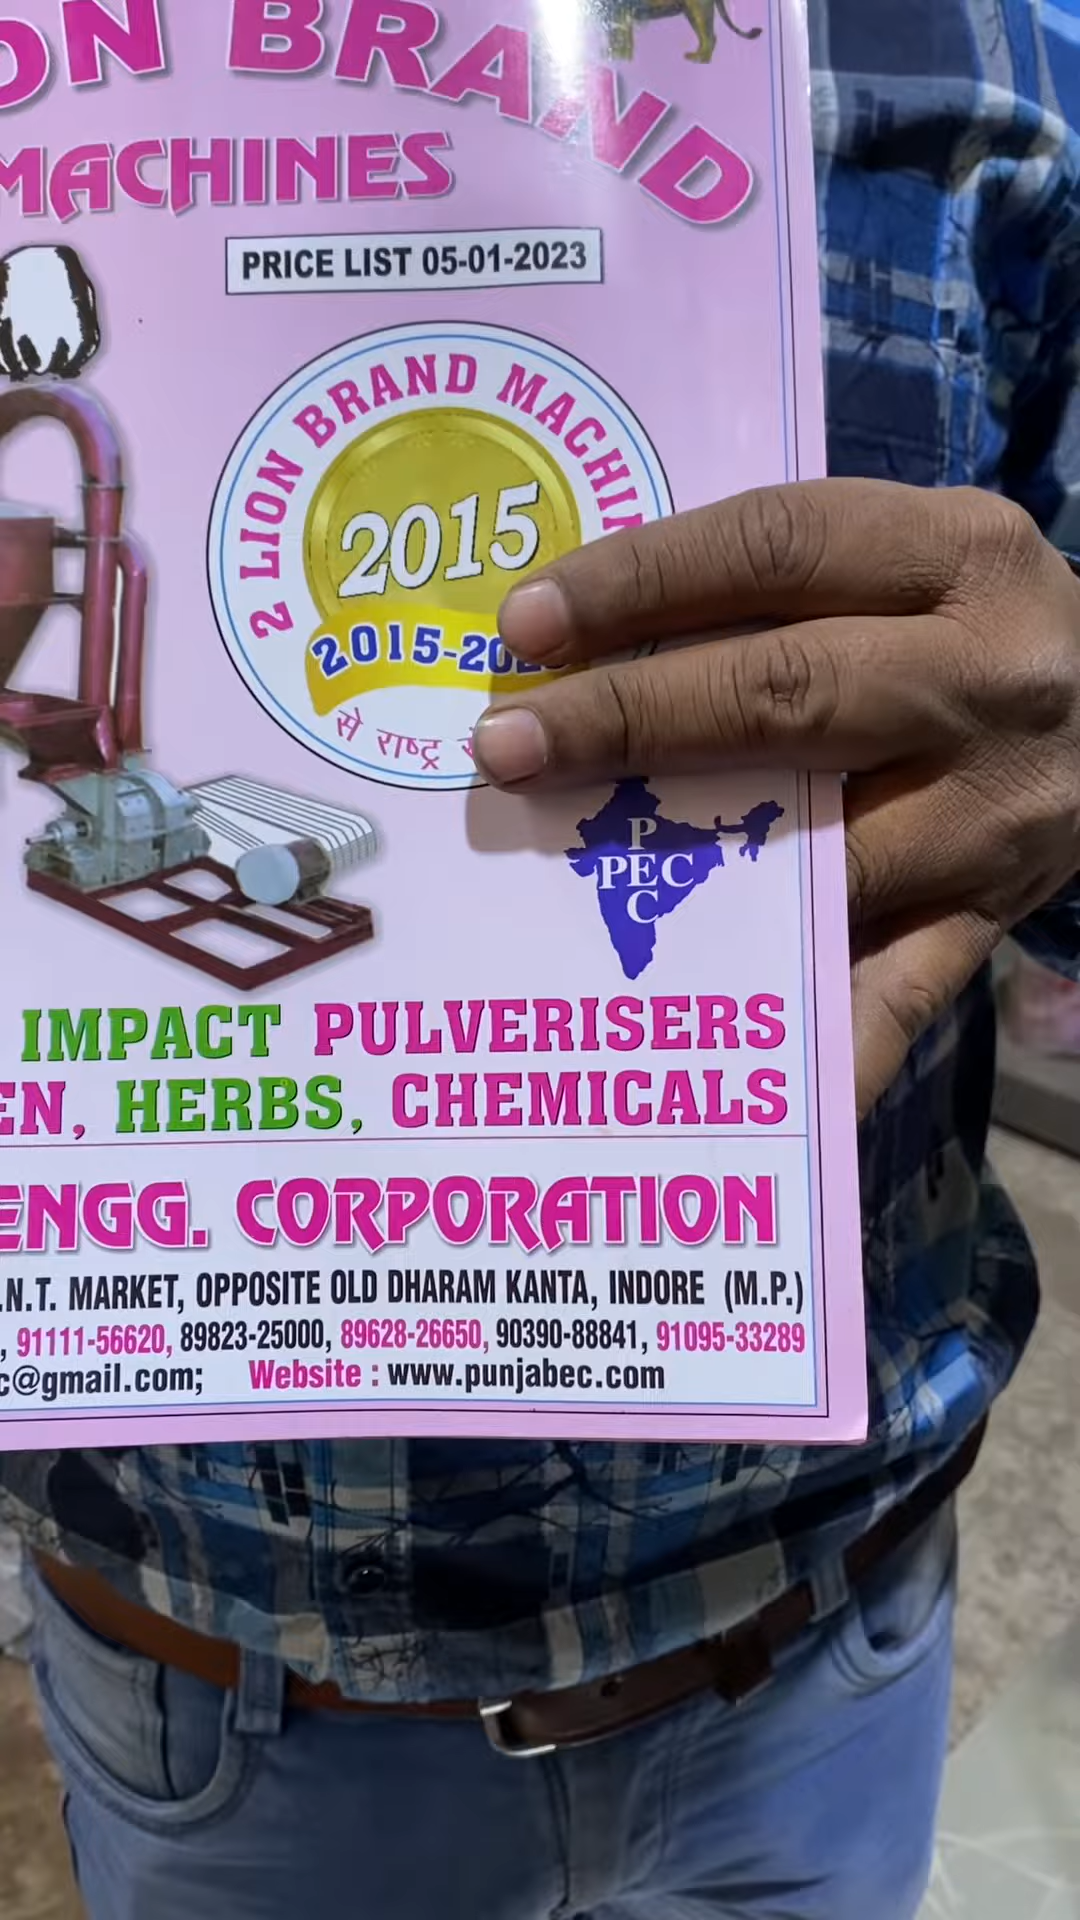 ON BRAND
MACHINES
PRICE LIST 05-01-2023
2 LION BRAND MACHI
2015
2015-20
से राष्ट्र
P
PEC
C
IMPACT PULVERISERS
EN, HERBS, CHEMICALS
ENGG. CORPORATION
.N.T. MARKET, OPPOSITE OLD DHARAM KANTA, INDORE (M.P.)
, 91111-56620, 89823-25000, 89628-26650, 90390-88841, 91095-33289
c@gmail.com; Website : www.punjabec.com